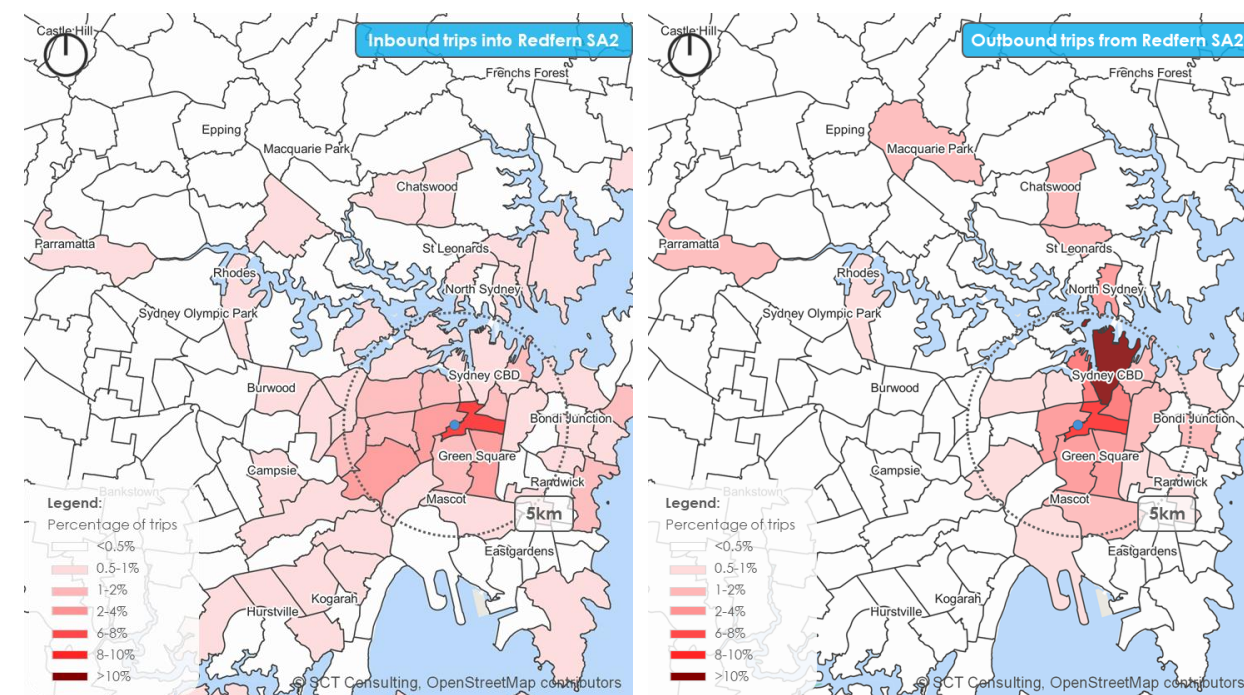 Castle Hill
Inbound trips into Redfern SA2
Frenchs Forest
Epping
Macquarie Park
Chatswood
Parramatta
St Leonards
Rhodes
North Sydney
Sydney Olympic Park
Sydney CBD
Burwood
Bondi Junction
Green Square
Campsie
Randwick
Bankstown
Mascot
Legend:
5km
Percentage of trips
<0.5%
Eastgardens
0.5-1%
1-2%
2-4%
Kogarah
Hurstville
6-8%
8-10%
>10%
© SCT Consulting, OpenStreetMap contributors
Castle Hill
Outbound trips from Redfern SA2
Frenchs Forest
Epping
Macquarie Park
Chatswood
Parramatta
St Leonards
Rhodes
North Sydney
Sydney Olympic Park
Sydney CBD
Burwood
Bondi Junction
Green Square
Campsie
Randwick
Bankstown
Mascot
Legend:
5km
Percentage of trips
<0.5%
Eastgardens
0.5-1%
1-2%
2-4%
Kogarah
Hurstville
6-8%
8-10%
>10%
© SCT Consulting, OpenStreetMap contributors